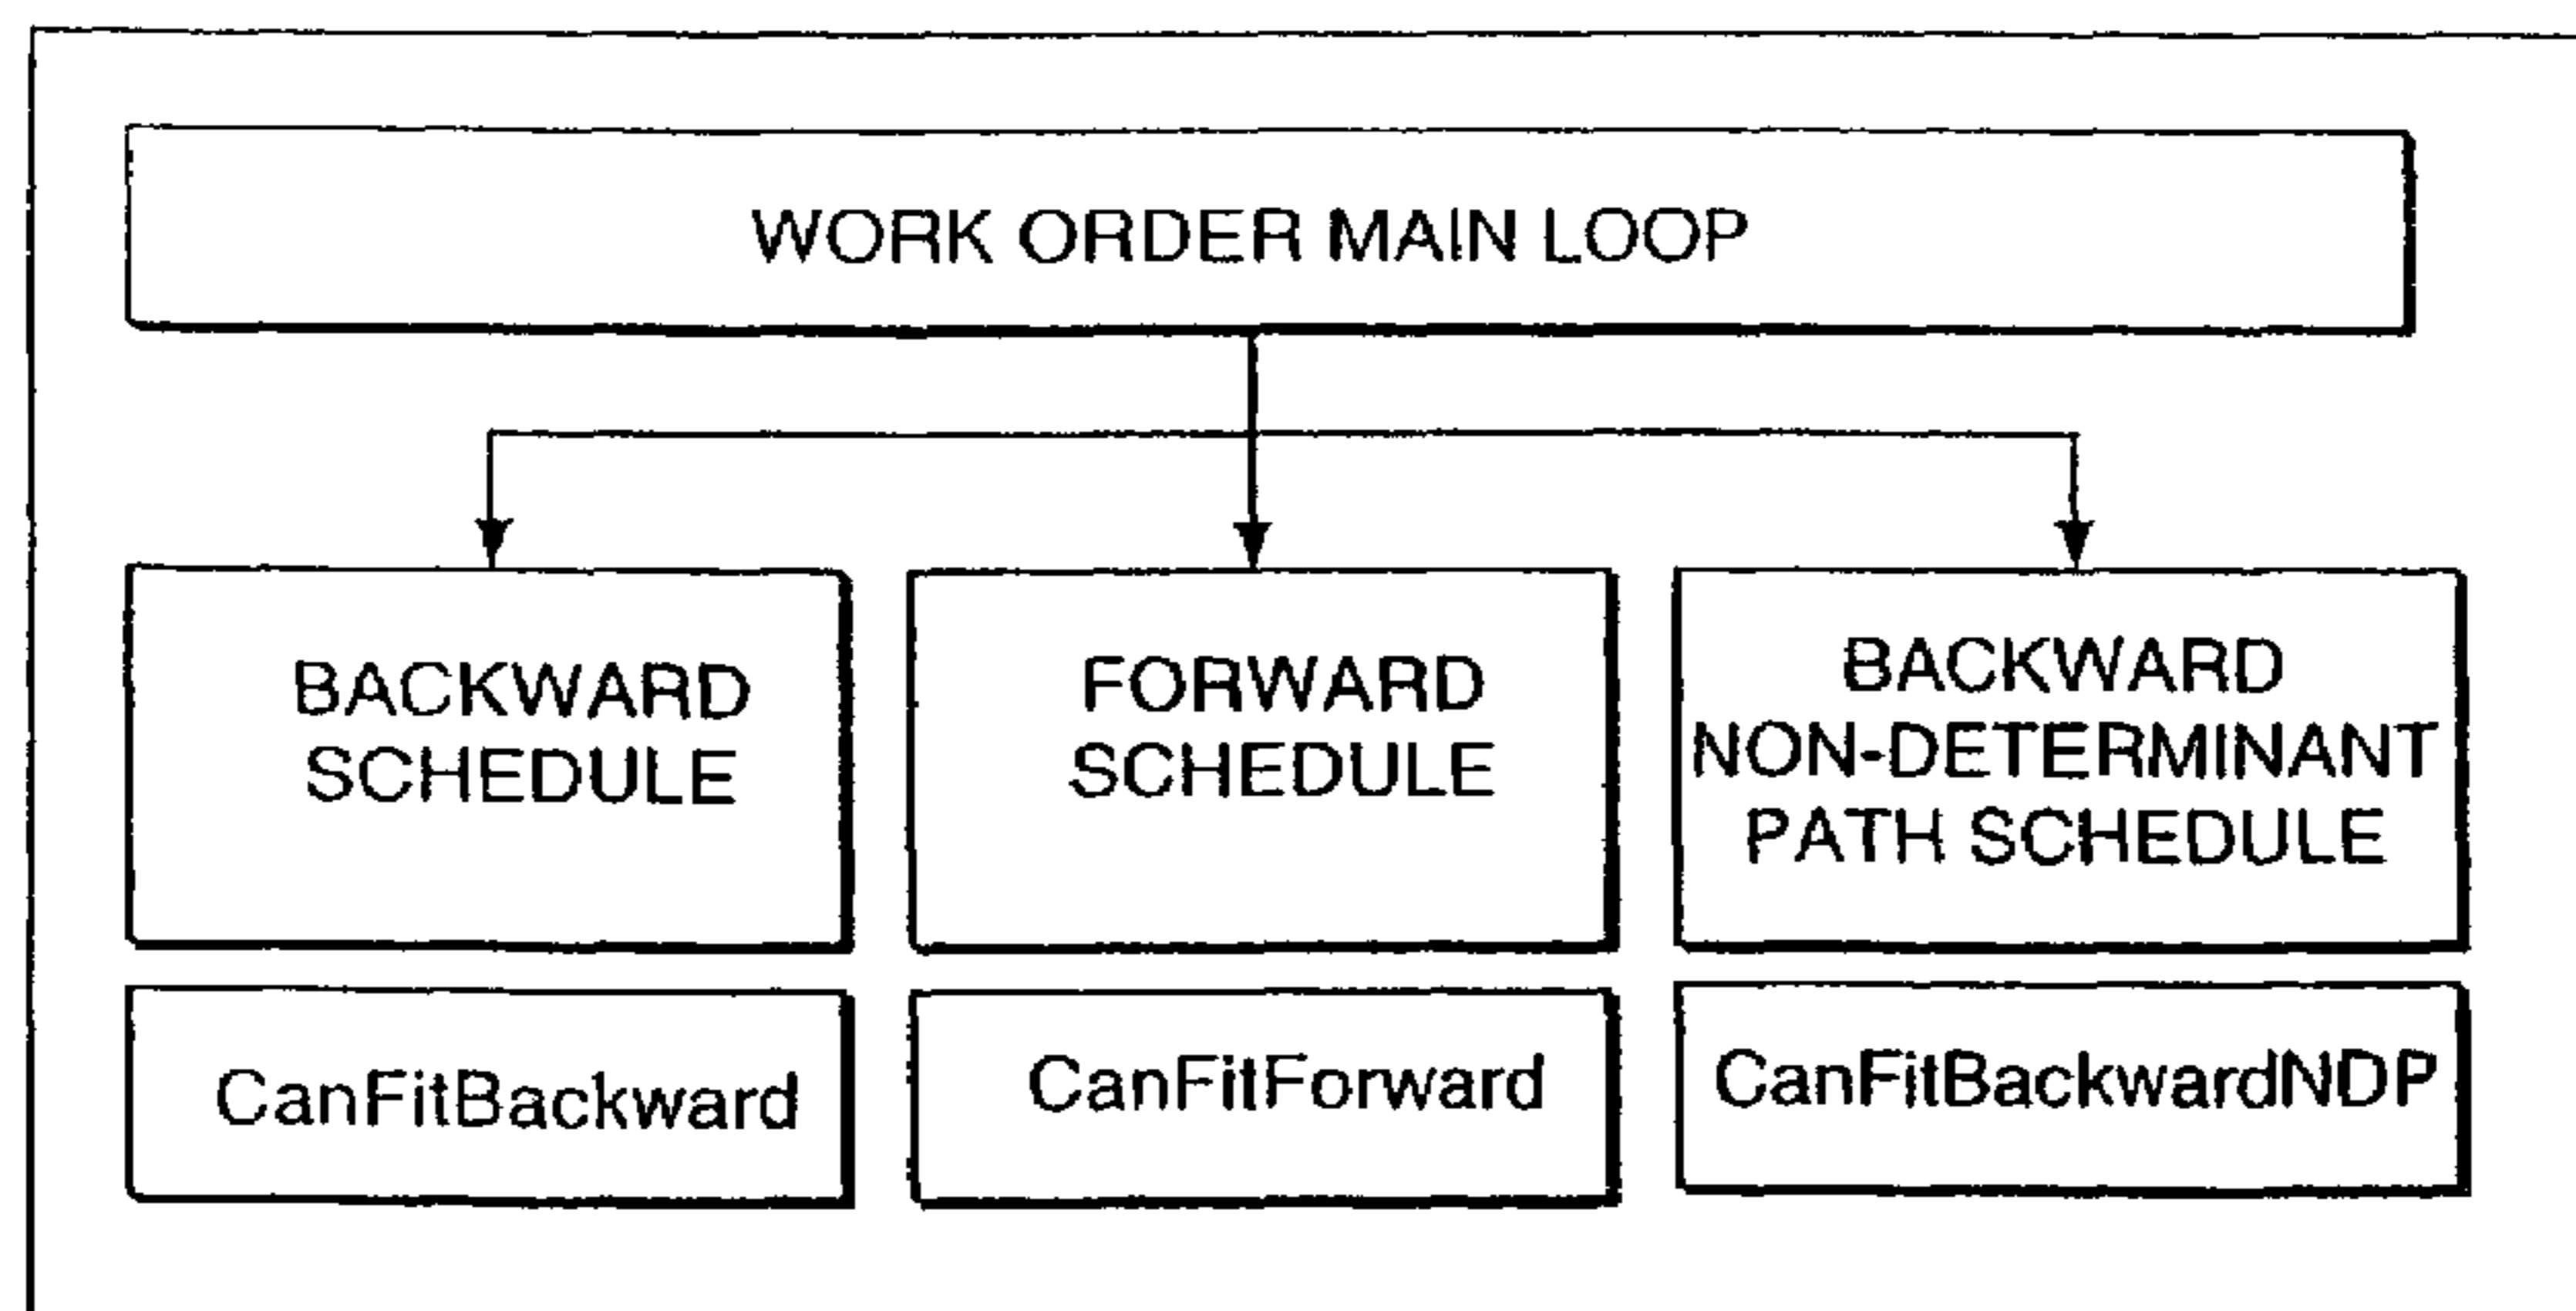 WORK ORDER MAIN LOOP
BACKWARD
SCHEDULE
FORWARD
SCHEDULE
BACKWARD
NON-DETERMINANT
PATH SCHEDULE
CanFitBackward
CanFitForward
CanFitBackwardNDP